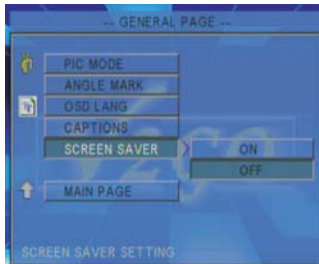 -- GENERAL PAGE --
PIC MODE
ANGLE MARK
OSD LANG
CAPTIONS
SCREEN SAVER
ON
OFF
MAIN PAGE
SCREEN SAVER SETTING